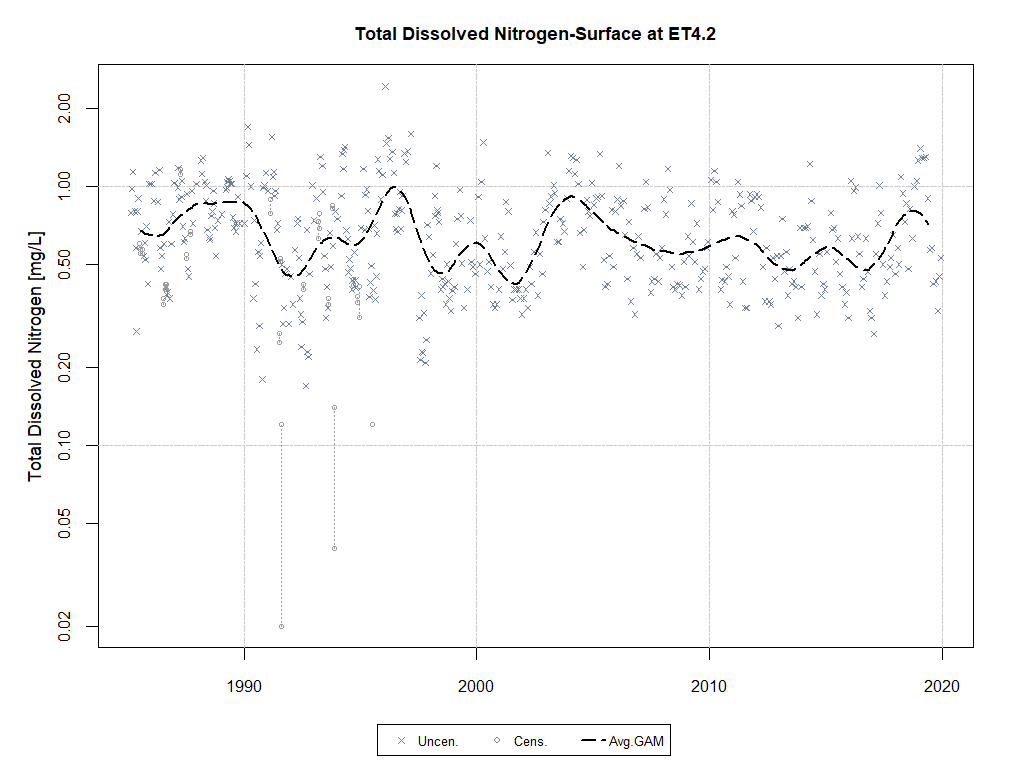 Total Dissolved Nitrogen-Surface at ET4.2
Total Dissolved Nitrogen [mg/L]
2.00
1.00
0.50
0.20
0.10
0.05
0.02
1990 2000 2010 2020
Uncen. Cens. Avg.GAM